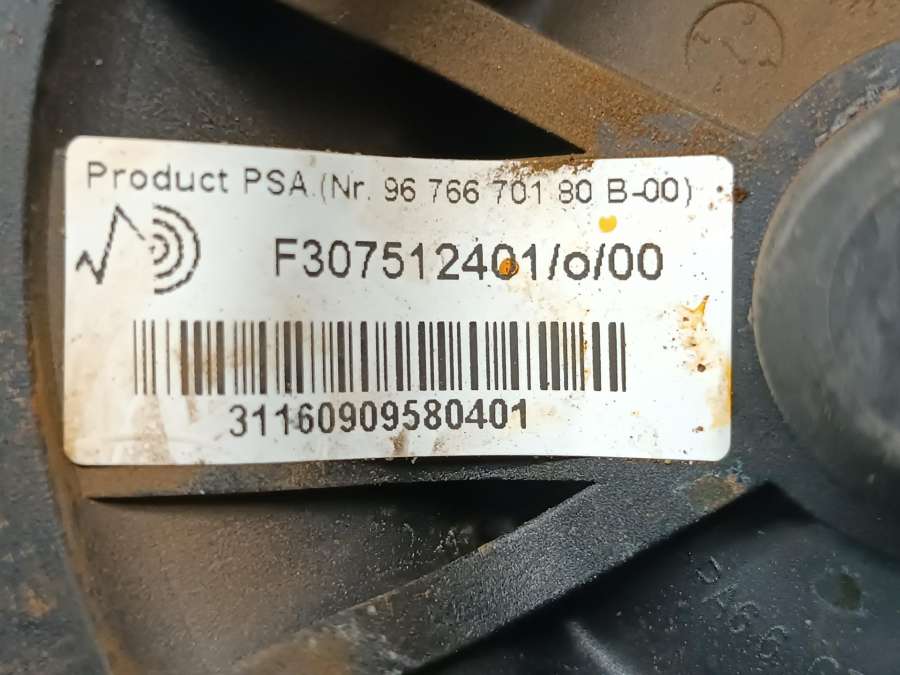 Product PSA (Nr. 96 766 701 80 B-00)
F307512401/o/00
31160909580401